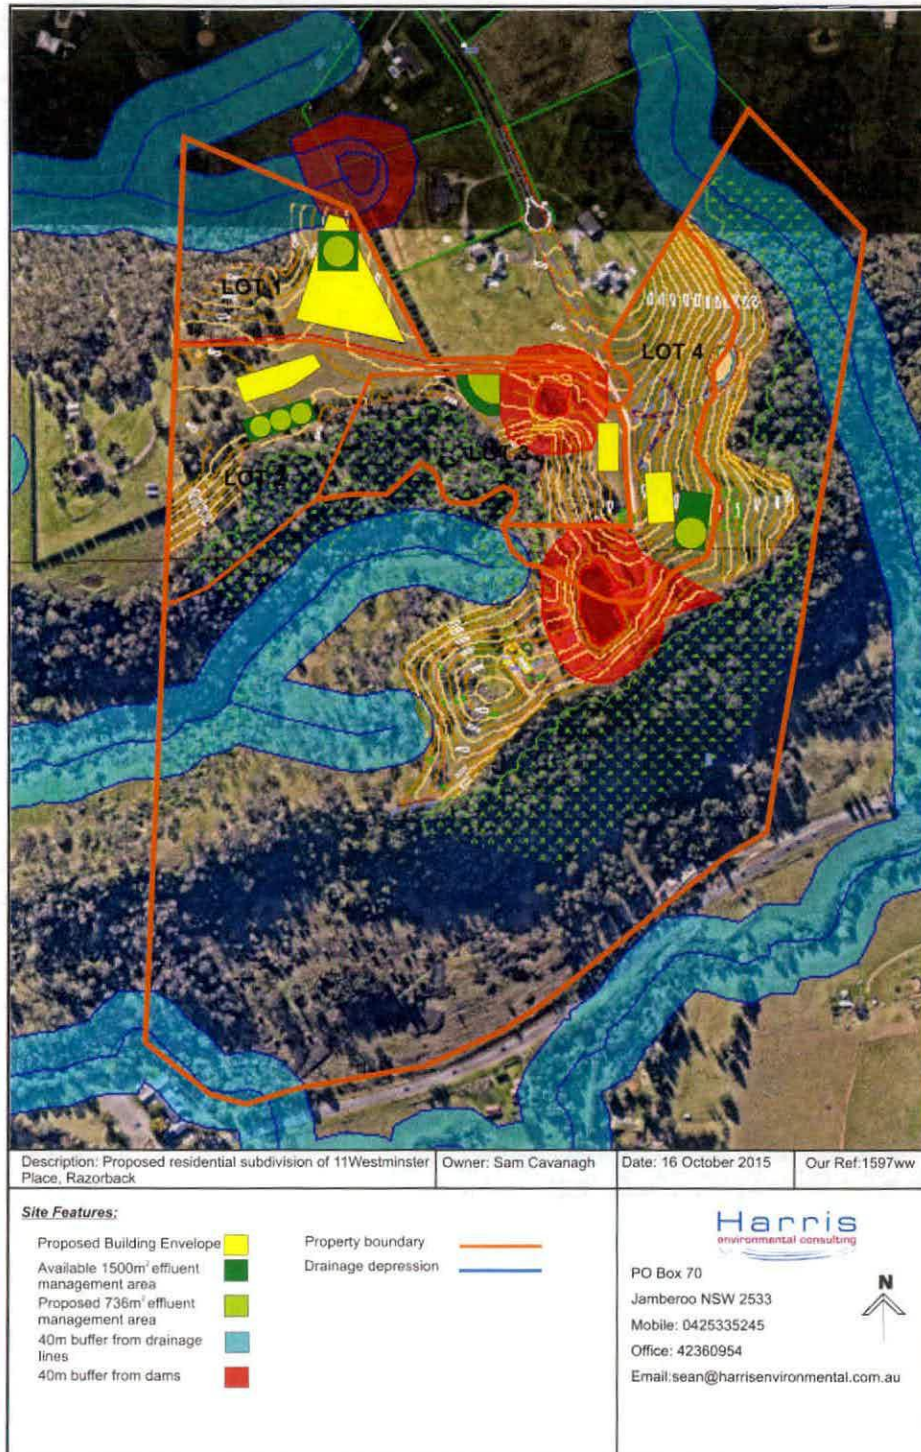 LOT 1
LOT 4
LOT 3
LOT 2
Description: Proposed residential subdivision of 11Westminster
Place, Razorback
Owner: Sam Cavanagh
Date: 16 October 2015
Our Ref:1597ww
Site Features:
Proposed Building Envelope
Available 1500m² effluent
management area
Proposed 736m² effluent
management area
40m buffer from drainage
lines
40m buffer from dams
Property boundary
Drainage depression
Harris
environmental consulting
PO Box 70
Jamberoo NSW 2533
Mobile: 0425335245
Office: 42360954
Email:sean@harrisenvironmental.com.au
N